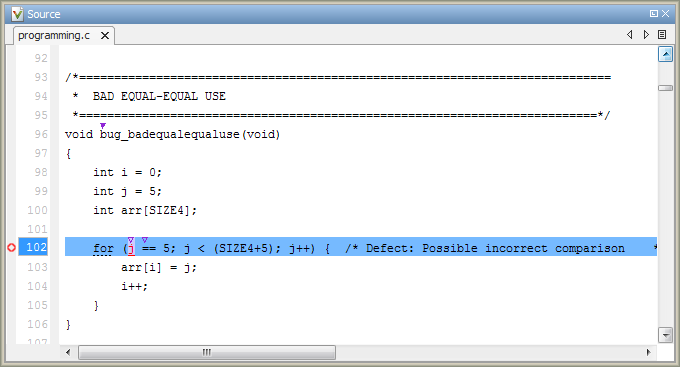 Source
programming.c
92
93 /*============================================================================
94  *  BAD EQUAL-EQUAL USE
95  *==========================================================================*/
96 void bug_badequalequaluse(void)
97 {
98     int i = 0;
99     int j = 5;
100     int arr[SIZE4];
101
102     for (j == 5; j < (SIZE4+5); j++) {  /* Defect: Possible incorrect comparison    *
103         arr[i] = j;
104         i++;
105     }
106 }
107